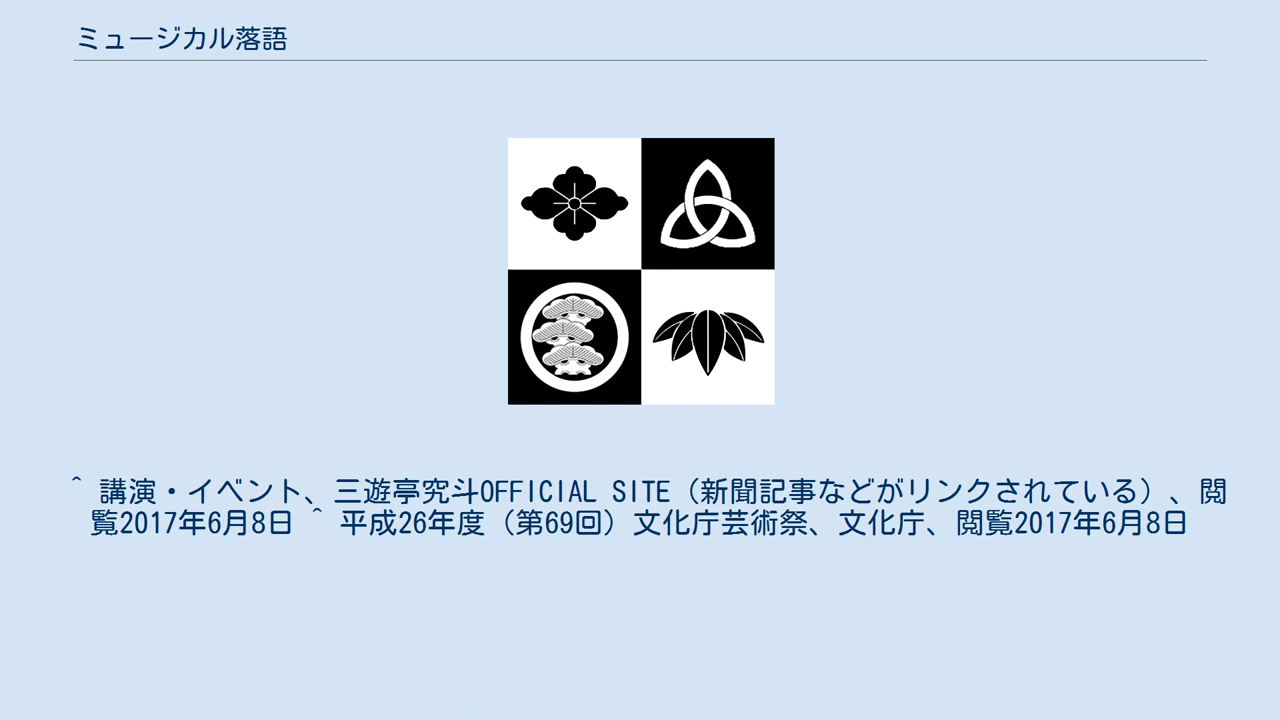 ミュージカル落語
^ 講演・イベント、三遊亭究斗OFFICIAL SITE（新聞記事などがリンクされている）、閲
覧2017年6月8日 ^ 平成26年度（第69回）文化庁芸術祭、文化庁、閲覧2017年6月8日